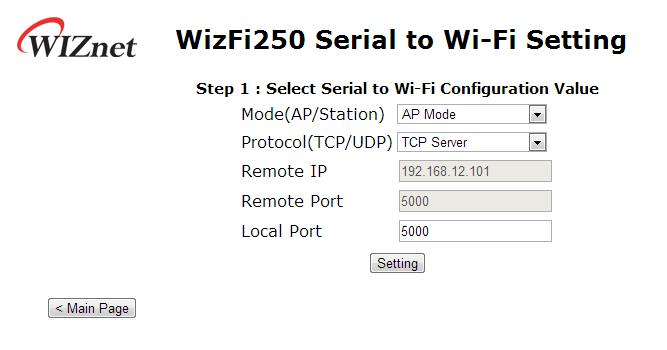 WIZnet
WizFi250 Serial to Wi-Fi Setting
Step 1 : Select Serial to Wi-Fi Configuration Value
Mode(AP/Station) AP Mode
Protocol(TCP/UDP) TCP Server
Remote IP 192.168.12.101
Remote Port 5000
Local Port 5000
Setting
< Main Page